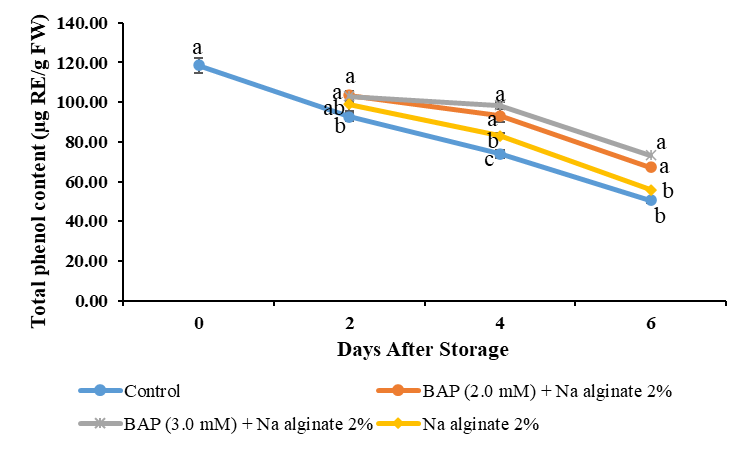 Total phenol content (µg RE/g FW)
140.00
120.00
100.00
80.00
60.00
40.00
20.00
0.00
a
a
a
ab
b
a
a
b
c
a
a
b
b
0
2
4
6
Days After Storage
Control
BAP (2.0 mM) + Na alginate 2%
BAP (3.0 mM) + Na alginate 2%
Na alginate 2%